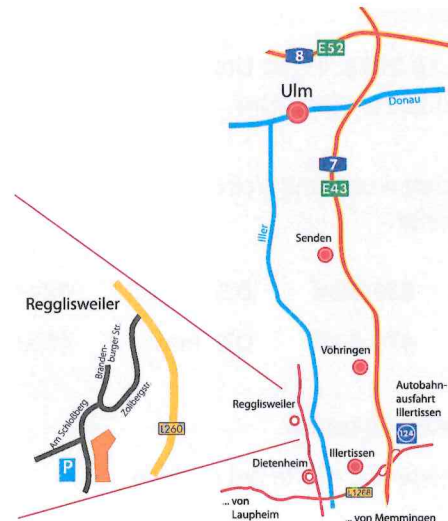 E52
8
Ulm
Donau
7
E43
Iller
Senden
Regglisweiler
Branden-
burger Str.
Zollbergstr.
Am Schloßberg
L260
P
Vöhringen
Autobahn-
ausfahrt
Illertissen
124
Regglisweiler
Dietenheim
Illertissen
... von
Laupheim
... von Memmingen